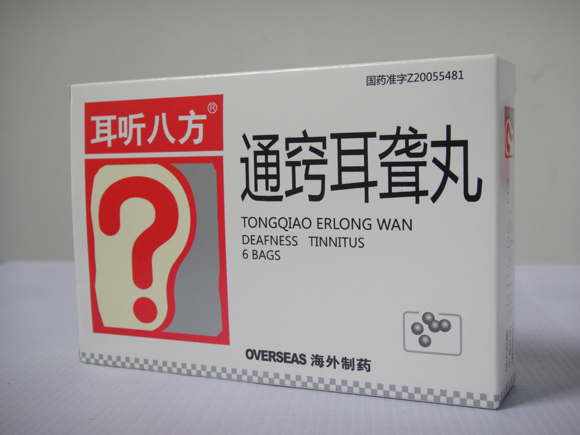 国药准字Z20055481
耳听八方®
通窍耳聋丸
TONGQIAO ERLONG WAN
DEAFNESS TINNITUS
6 BAGS
OVERSEAS 海外制药